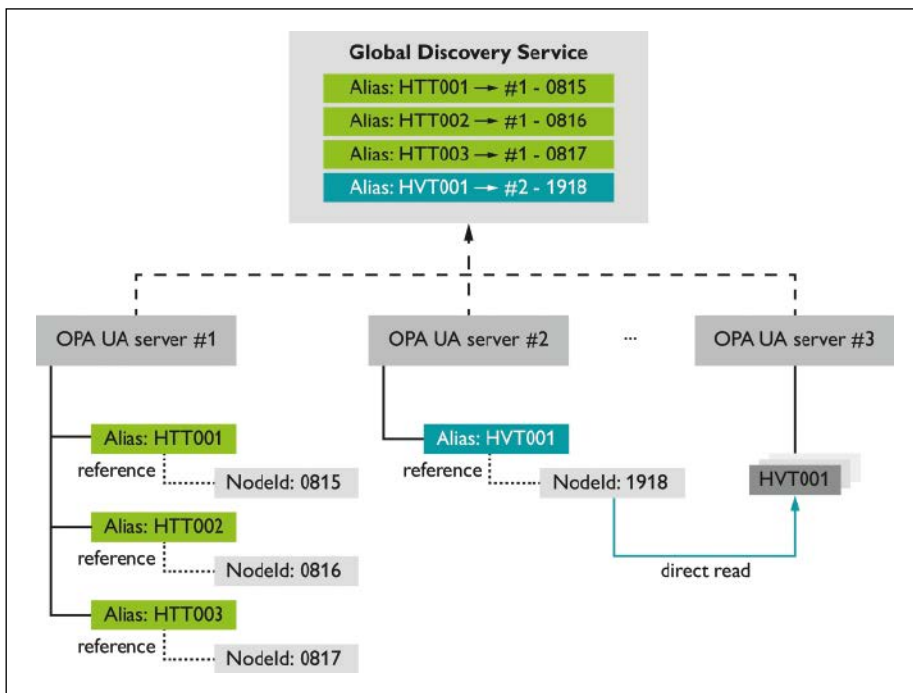 Global Discovery Service
Alias: HTT001 → #1 - 0815
Alias: HTT002 → #1 - 0816
Alias: HTT003 → #1 - 0817
Alias: HVT001 → #2 - 1918
OPA UA server #1
OPA UA server #2
...
OPA UA server #3
Alias: HTT001
reference
NodeId: 0815
Alias: HTT002
reference
NodeId: 0816
Alias: HTT003
reference
NodeId: 0817
Alias: HVT001
reference
NodeId: 1918
HVT001
direct read